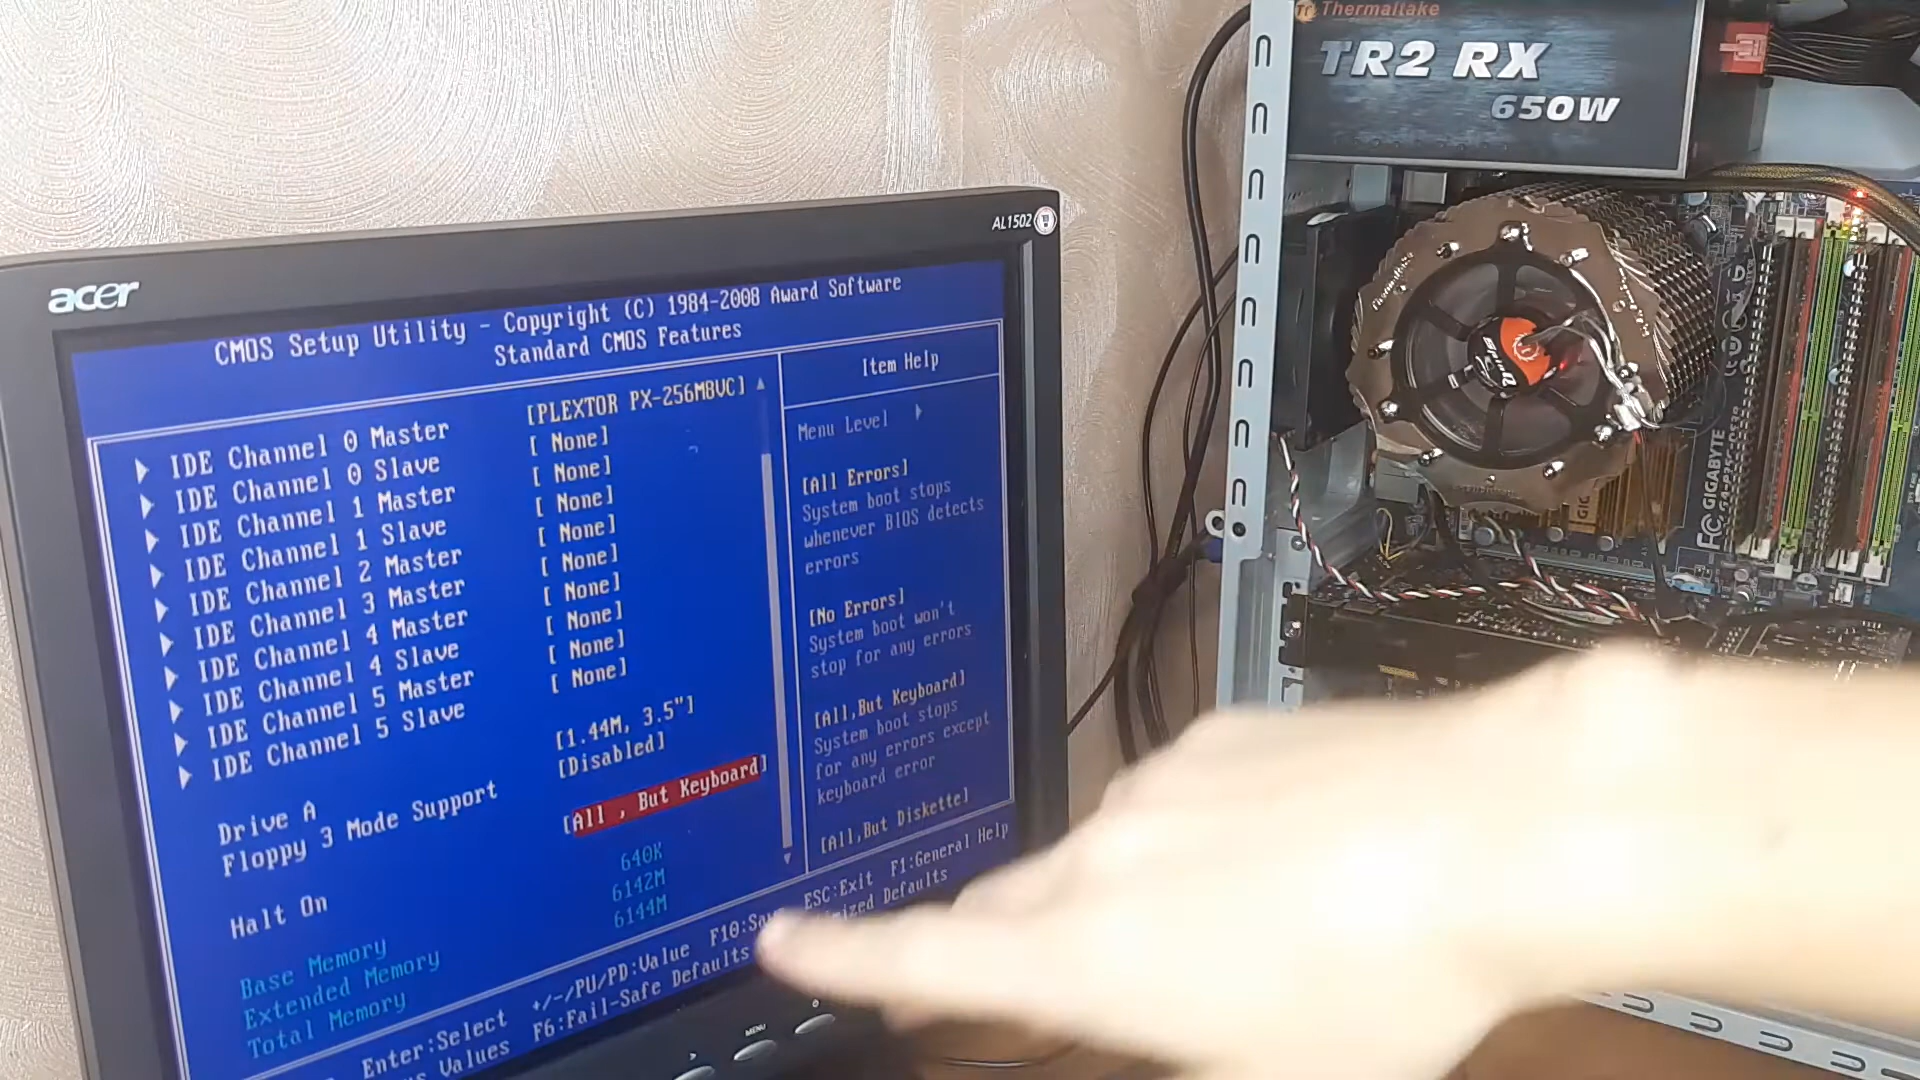 Thermaltake
TR2 RX
650W
AL1502
acer
CMOS Setup Utility - Copyright (C) 1984-2008 Award Software
Standard CMOS Features
IDE Channel 0 Master [PLEXTOR PX-256M8VC]
IDE Channel 0 Slave [ None]
IDE Channel 1 Master [ None]
IDE Channel 1 Slave [ None]
IDE Channel 2 Master [ None]
IDE Channel 3 Master [ None]
IDE Channel 4 Master [ None]
IDE Channel 4 Slave [ None]
IDE Channel 5 Master [ None]
IDE Channel 5 Slave [ None]
Drive A [1.44M, 3.5"]
Floppy 3 Mode Support [Disabled]
Halt On [All , But Keyboard]
Base Memory 640K
Extended Memory 6142M
Total Memory 6144M
Item Help
Menu Level
[All Errors]
System boot stops
whenever BIOS detects
errors
[No Errors]
System boot won't
stop for any errors
[All,But Keyboard]
System boot stops
for any errors except
keyboard error
[All,But Diskette]
Enter:Select +/-/PU/PD:Value F10: ESC:Exit F1:General Help
Values F6:Fail-Safe Defaults Defaults
MENU
GIGABYTE